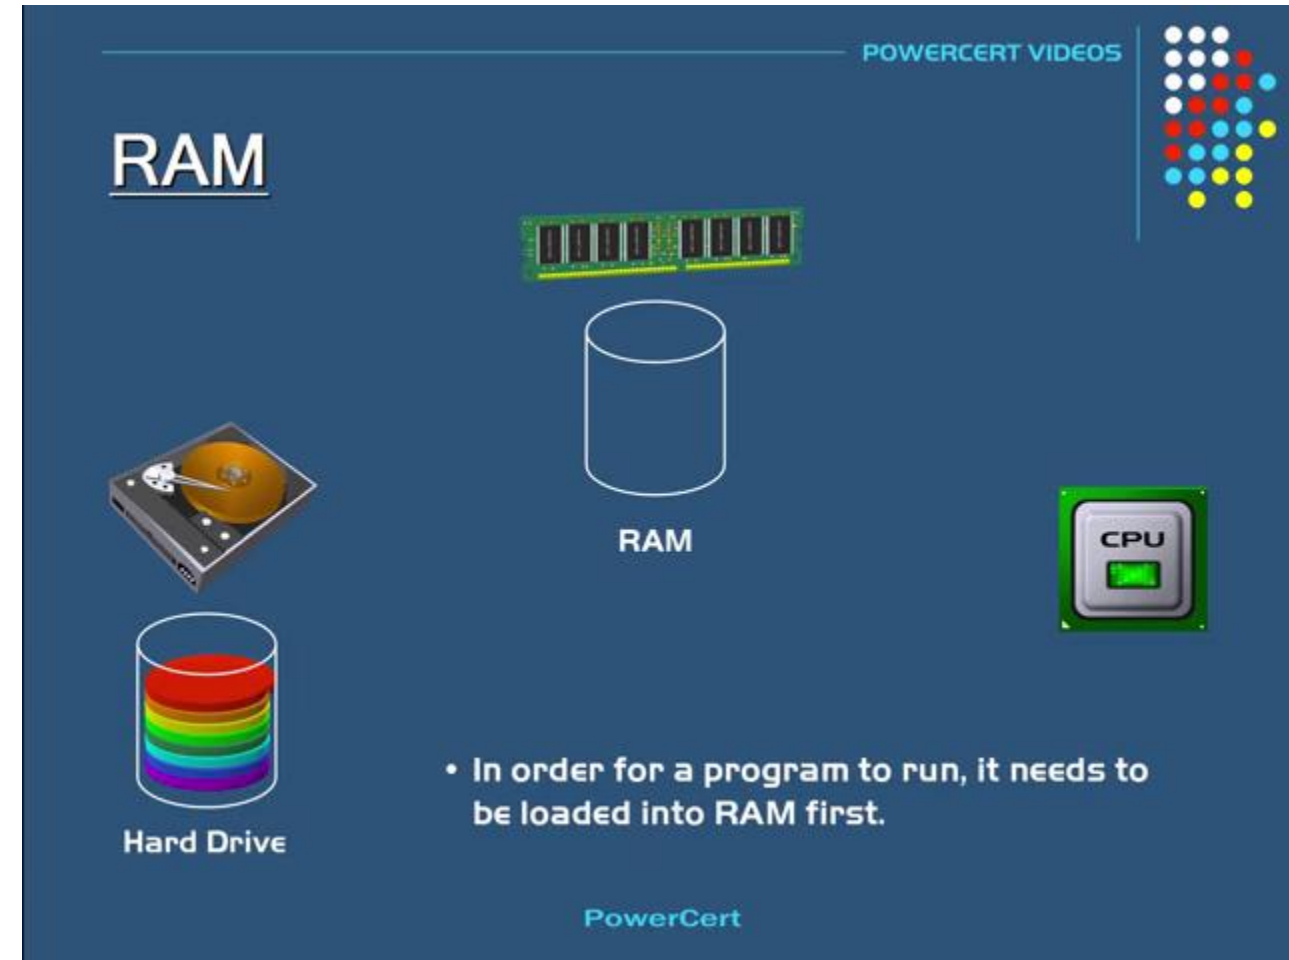 POWERCERT VIDEOS
RAM
RAM
CPU
Hard Drive
• In order for a program to run, it needs to
be loaded into RAM first.
PowerCert